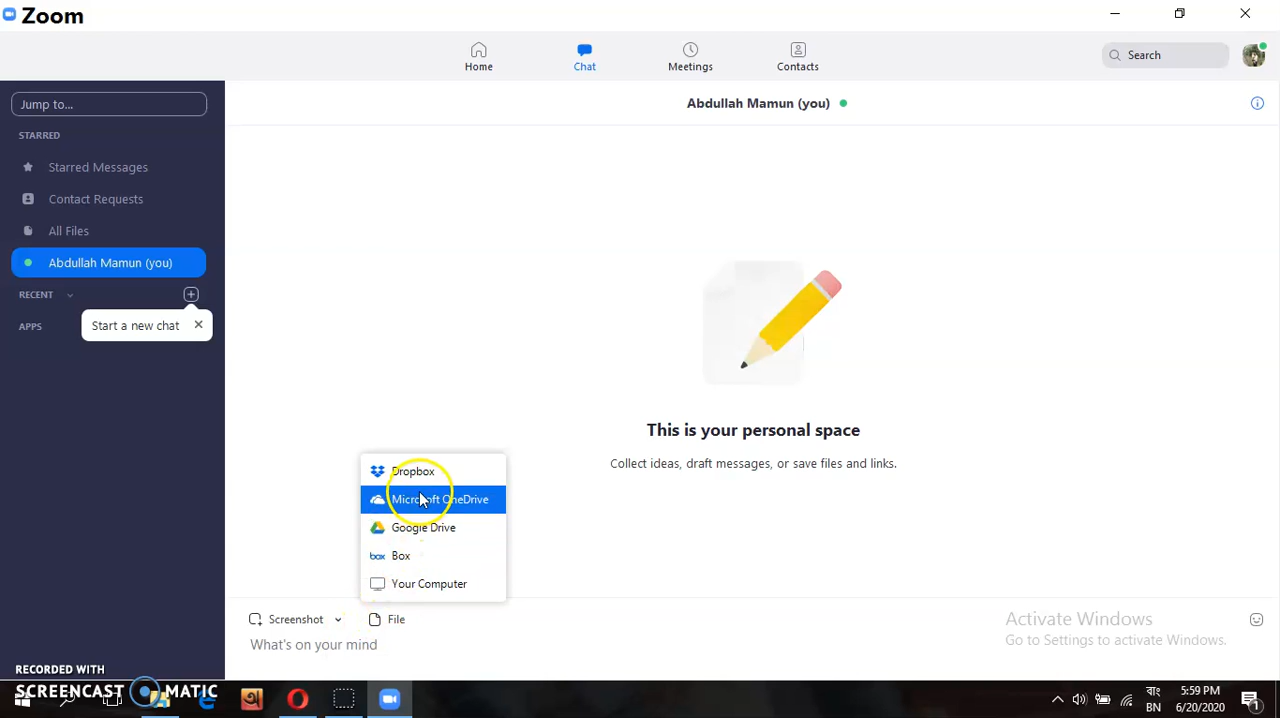 Zoom
Home
Chat
Meetings
Contacts
Search
Jump to...
STARRED
Starred Messages
Contact Requests
All Files
Abdullah Mamun (you)
RECENT
Start a new chat
APPS
Abdullah Mamun (you)
This is your personal space
Collect ideas, draft messages, or save files and links.
Dropbox
Microsoft OneDrive
Google Drive
box Box
Your Computer
Screenshot
File
What's on your mind
Activate Windows
Go to Settings to activate Windows.
RECORDED WITH
SCREENCAST MATIC
অ
বাং
BN
5:59 PM
6/20/2020
1